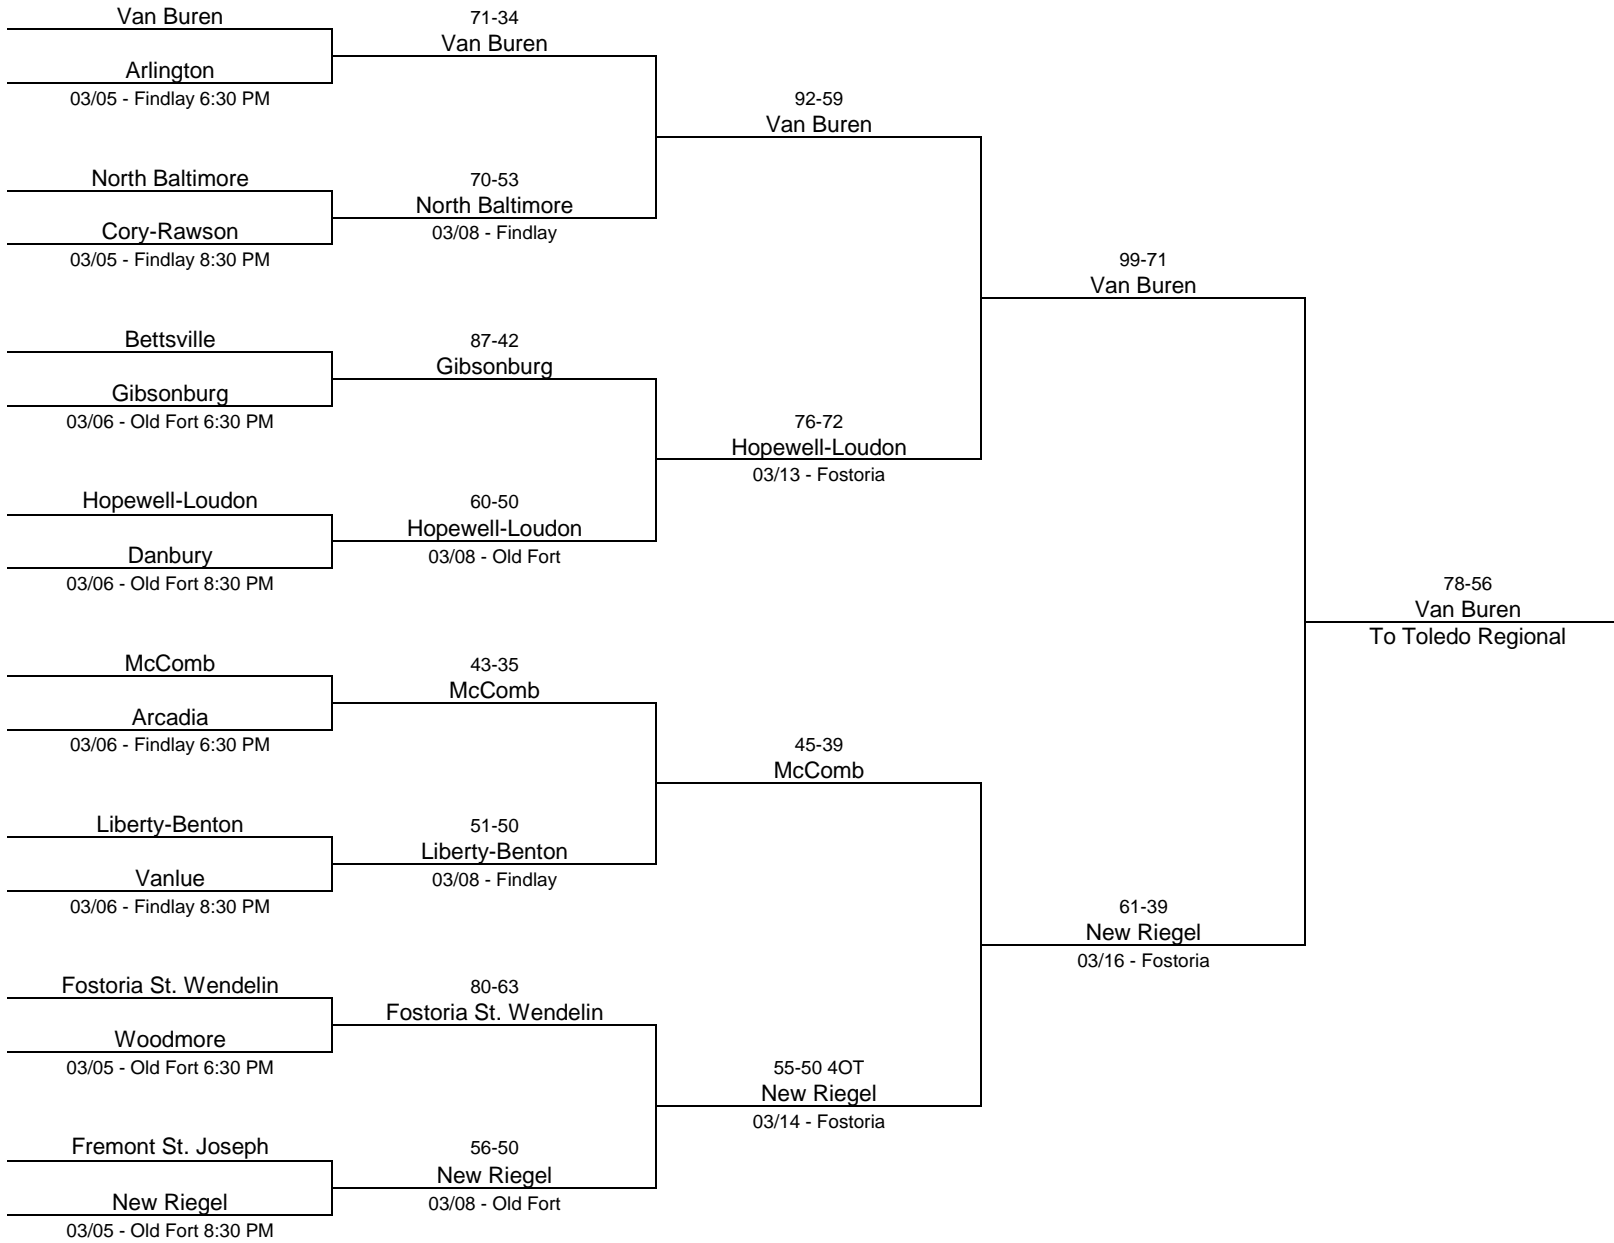 Van Buren
Arlington
03/05 - Findlay 6:30 PM
North Baltimore
Cory-Rawson
03/05 - Findlay 8:30 PM
Bettsville
Gibsonburg
03/06 - Old Fort 6:30 PM
Hopewell-Loudon
Danbury
03/06 - Old Fort 8:30 PM
McComb
Arcadia
03/06 - Findlay 6:30 PM
Liberty-Benton
Vanlue
03/06 - Findlay 8:30 PM
Fostoria St. Wendelin
Woodmore
03/05 - Old Fort 6:30 PM
Fremont St. Joseph
New Riegel
03/05 - Old Fort 8:30 PM
71-34
Van Buren
70-53
North Baltimore
03/08 - Findlay
87-42
Gibsonburg
60-50
Hopewell-Loudon
03/08 - Old Fort
43-35
McComb
51-50
Liberty-Benton
03/08 - Findlay
80-63
Fostoria St. Wendelin
56-50
New Riegel
03/08 - Old Fort
92-59
Van Buren
76-72
Hopewell-Loudon
03/13 - Fostoria
45-39
McComb
55-50 4OT
New Riegel
03/14 - Fostoria
99-71
Van Buren
61-39
New Riegel
03/16 - Fostoria
78-56
Van Buren
To Toledo Regional